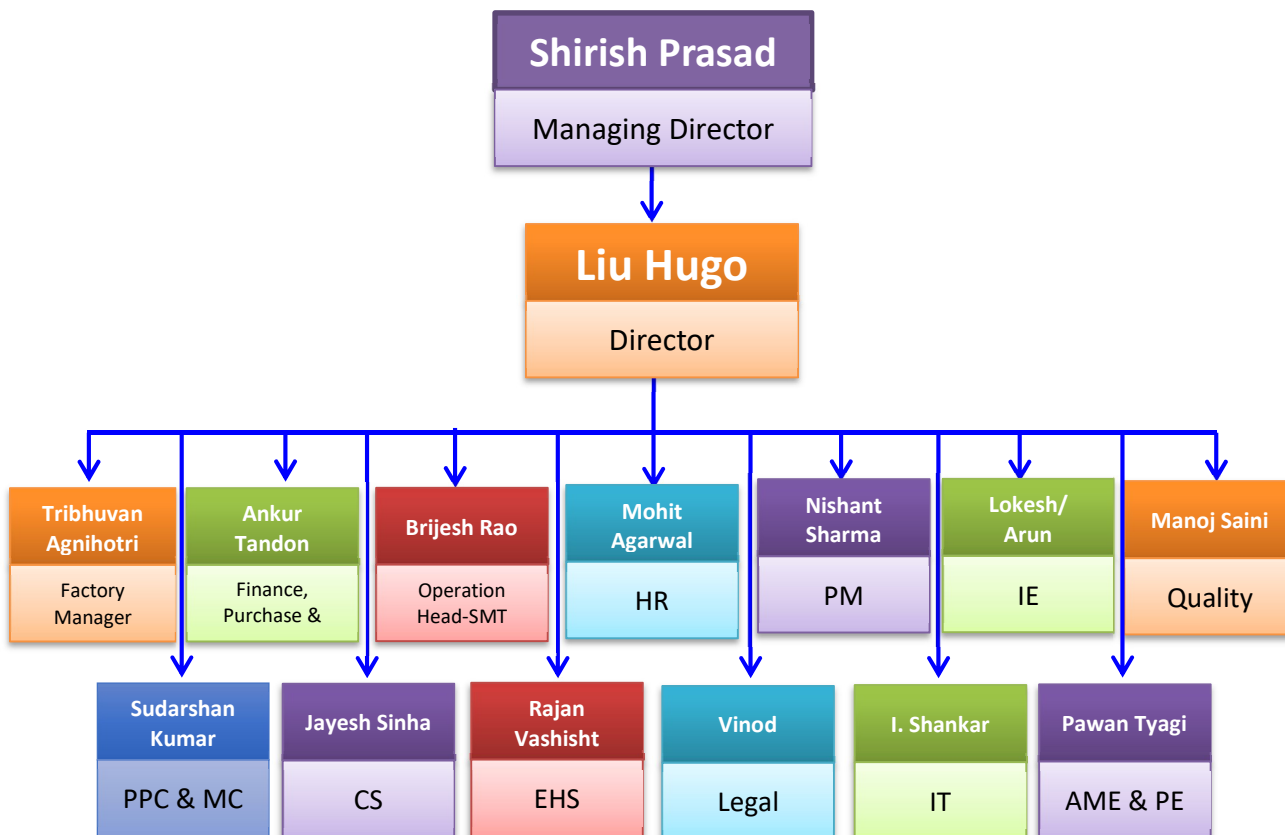 Shirish Prasad
Managing Director
Liu Hugo
Director
Tribhuvan
Agnihotri
Factory
Manager
Ankur
Tandon
Finance,
Purchase &
Brijesh Rao
Operation
Head-SMT
Mohit
Agarwal
HR
Nishant
Sharma
PM
Lokesh/
Arun
IE
Manoj Saini
Quality
Sudarshan
Kumar
PPC & MC
Jayesh Sinha
CS
Rajan
Vashisht
EHS
Vinod
Legal
I. Shankar
IT
Pawan Tyagi
AME & PE